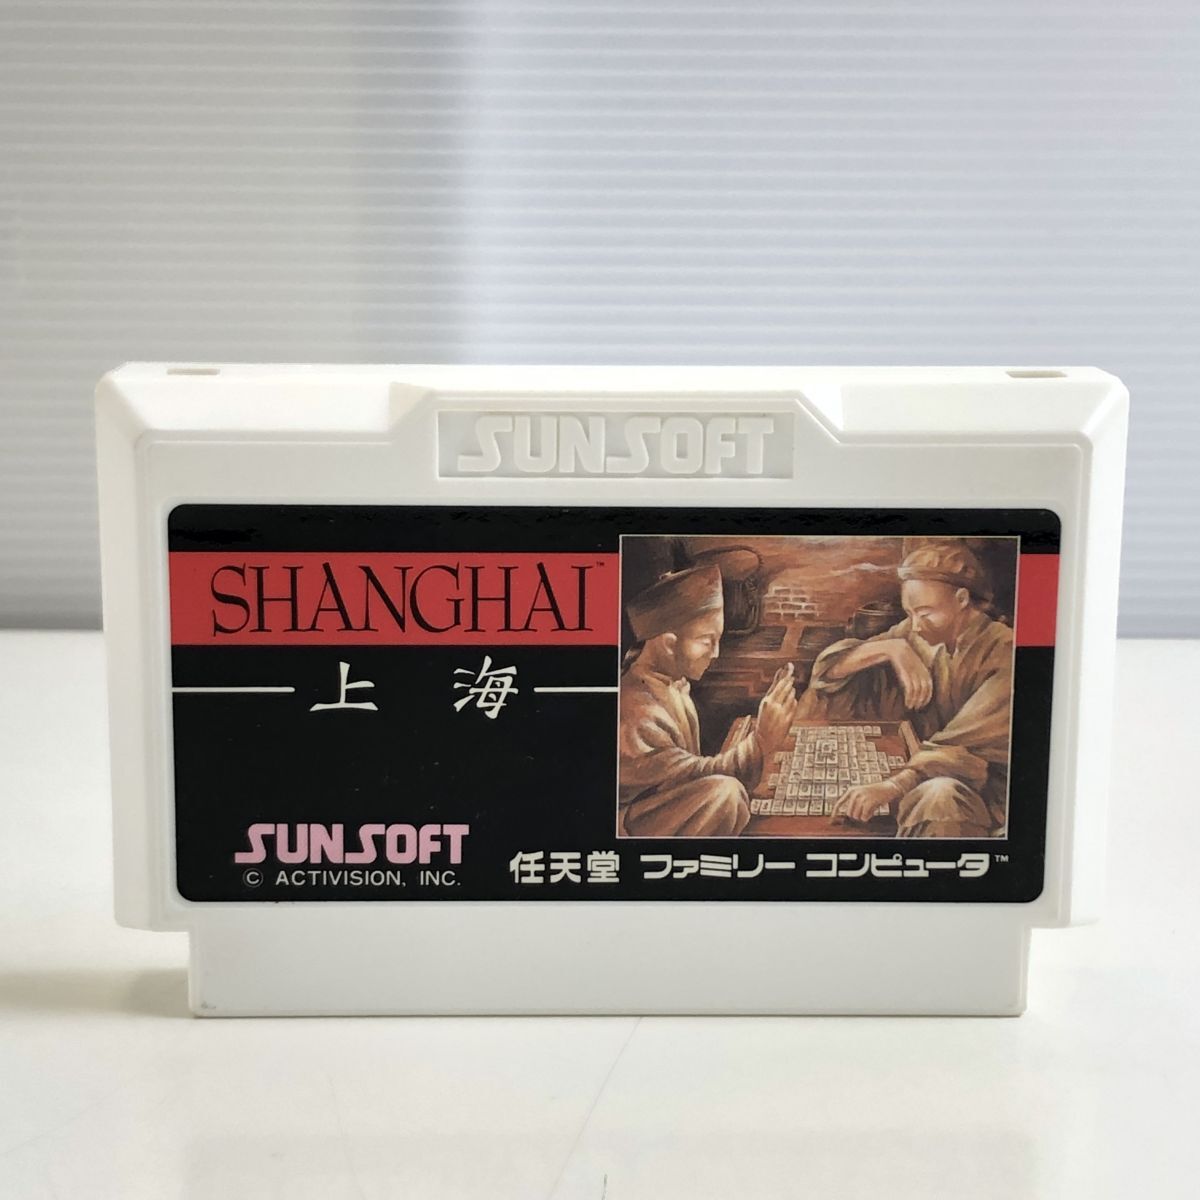 SUNSOFT
SHANGHAI™
上海
SUNSOFT
© ACTIVISION, INC.
任天堂 ファミリー コンピュータ™